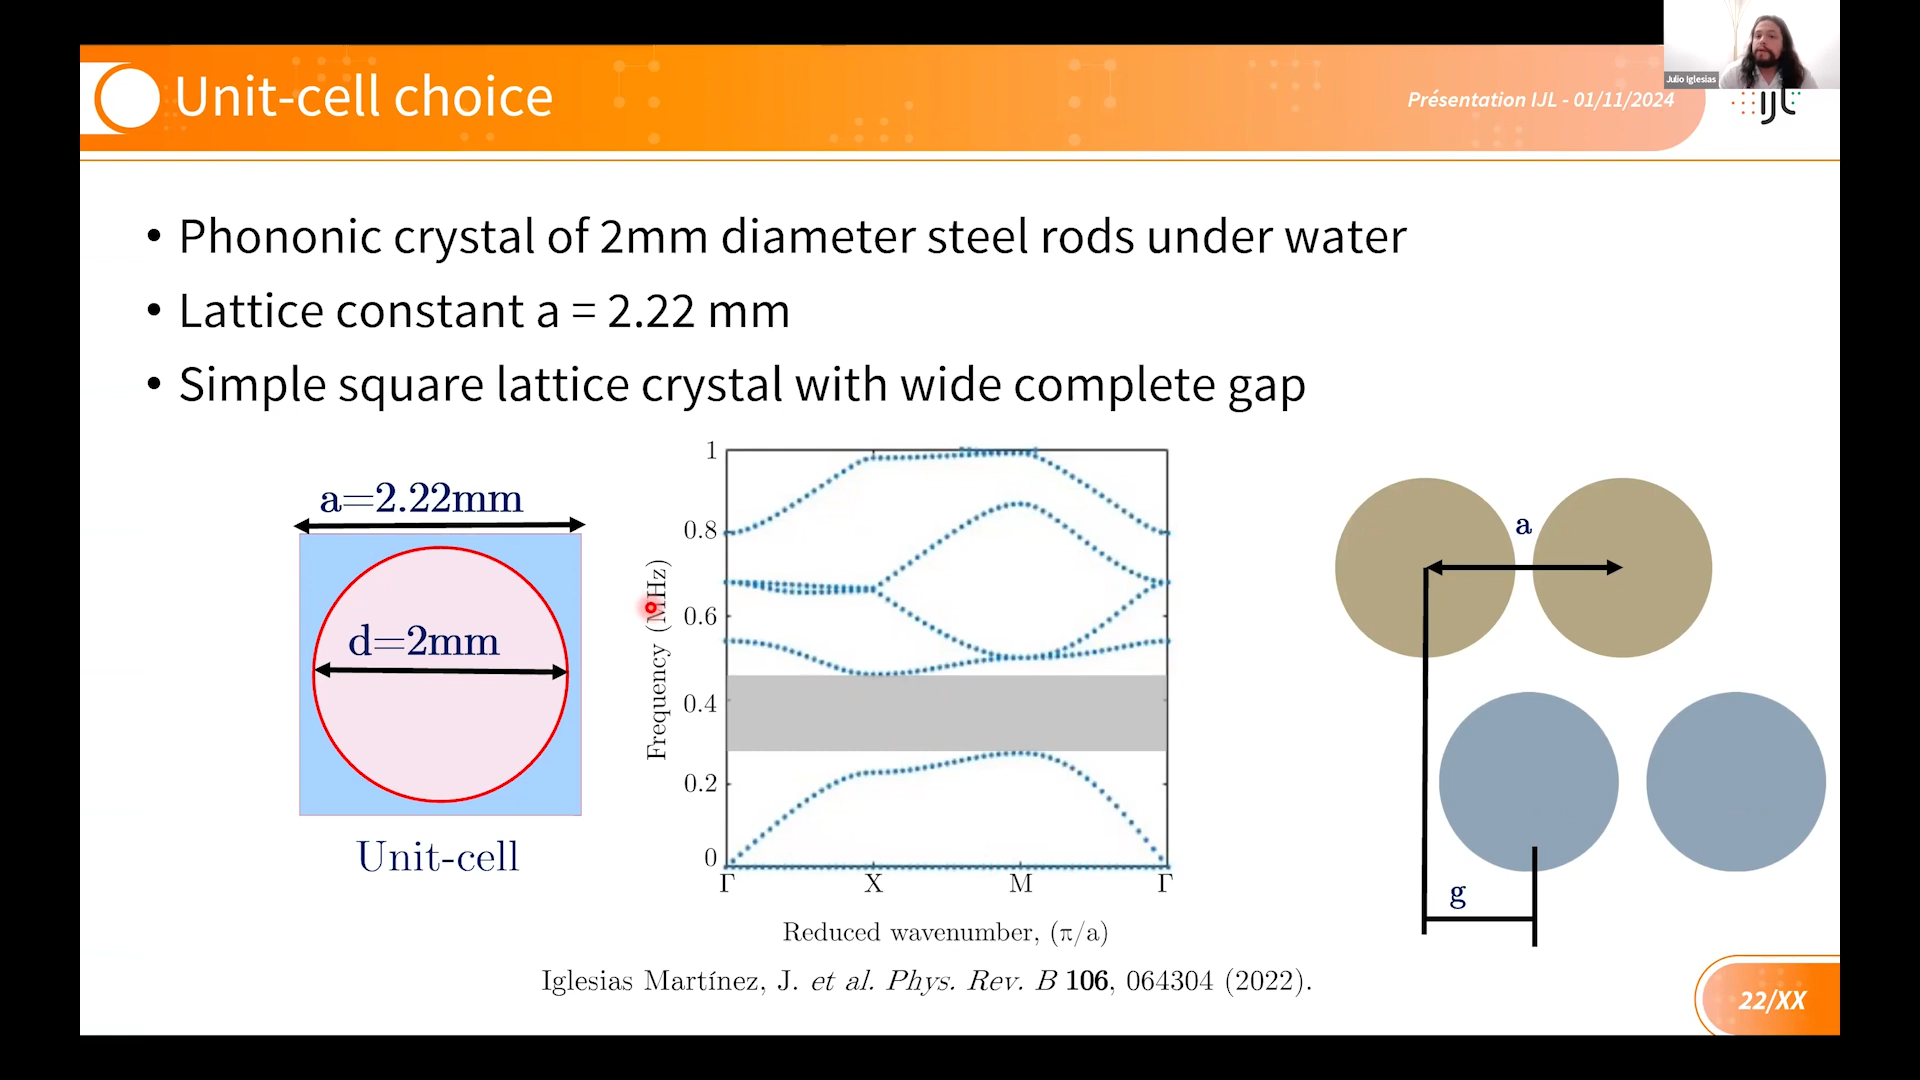 Julio Iglesias
Unit-cell choice
Présentation IJL - 01/11/2024
ijL
• Phononic crystal of 2mm diameter steel rods under water
• Lattice constant a = 2.22 mm
• Simple square lattice crystal with wide complete gap
a=2.22mm
d=2mm
Unit-cell
Frequency (MHz)
1
0.8
0.6
0.4
0.2
0
Γ X M Γ
Reduced wavenumber, (π/a)
a
g
Iglesias Martínez, J. et al. Phys. Rev. B 106, 064304 (2022).
22/XX